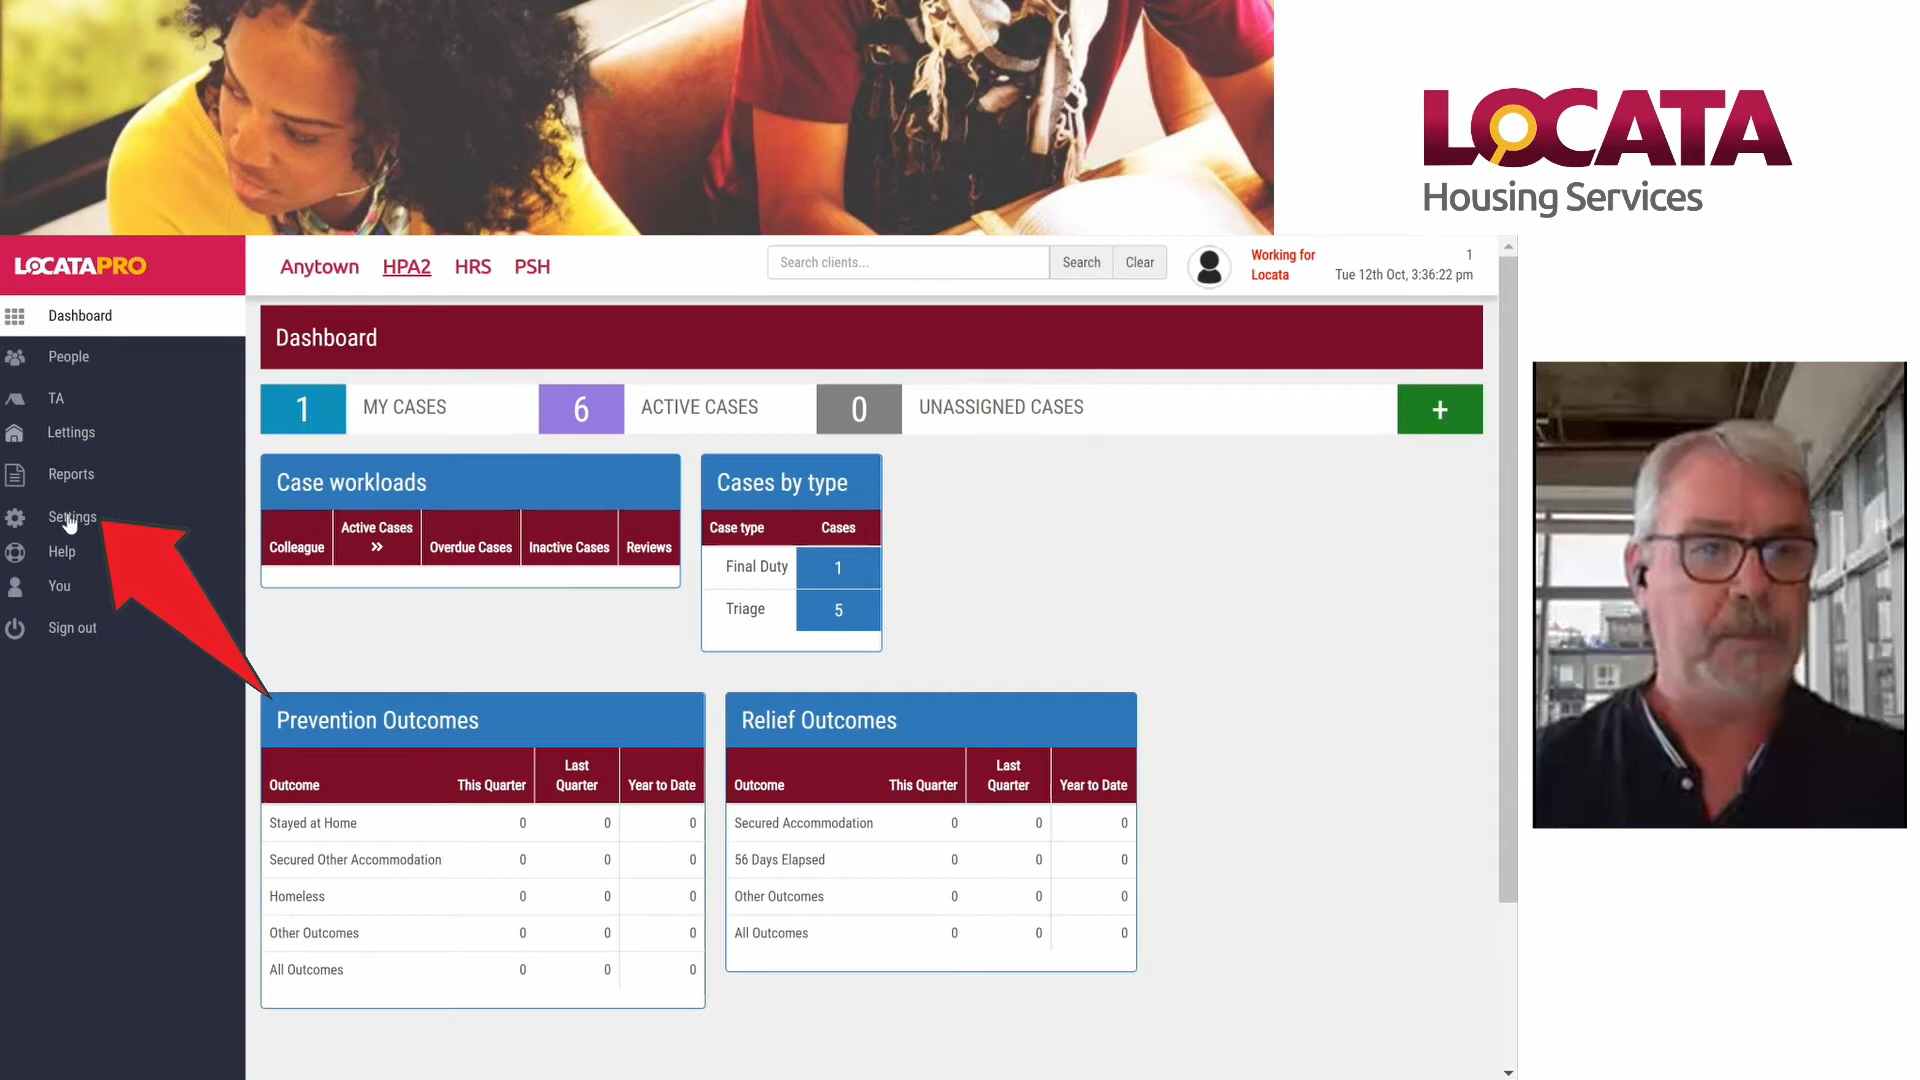 LOCATA
Housing Services
LOCATAPRO
Anytown HPA2 HRS PSH
Search clients...
Search
Clear
Working for
Locata
1
Tue 12th Oct, 3:36:22 pm
Dashboard
People
TA
Lettings
Reports
Settings
Help
You
Sign out
Dashboard
1 MY CASES
6 ACTIVE CASES
0 UNASSIGNED CASES
+
Case workloads
Colleague Active Cases » Overdue Cases Inactive Cases Reviews
Cases by type
Case type Cases
Final Duty 1
Triage 5
Prevention Outcomes
Outcome This Quarter Last Quarter Year to Date
Stayed at Home 0 0 0
Secured Other Accommodation 0 0 0
Homeless 0 0 0
Other Outcomes 0 0 0
All Outcomes 0 0 0
Relief Outcomes
Outcome This Quarter Last Quarter Year to Date
Secured Accommodation 0 0 0
56 Days Elapsed 0 0 0
Other Outcomes 0 0 0
All Outcomes 0 0 0